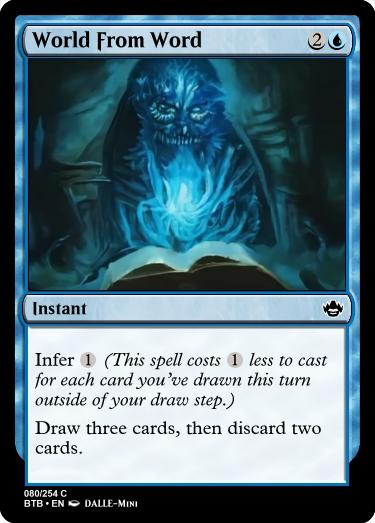 World From Word 2
Instant
Infer 1 (This spell costs 1 less to cast
for each card you've drawn this turn
outside of your draw step.)
Draw three cards, then discard two
cards.
080/254 C
BTB • EN DALLE-Mini